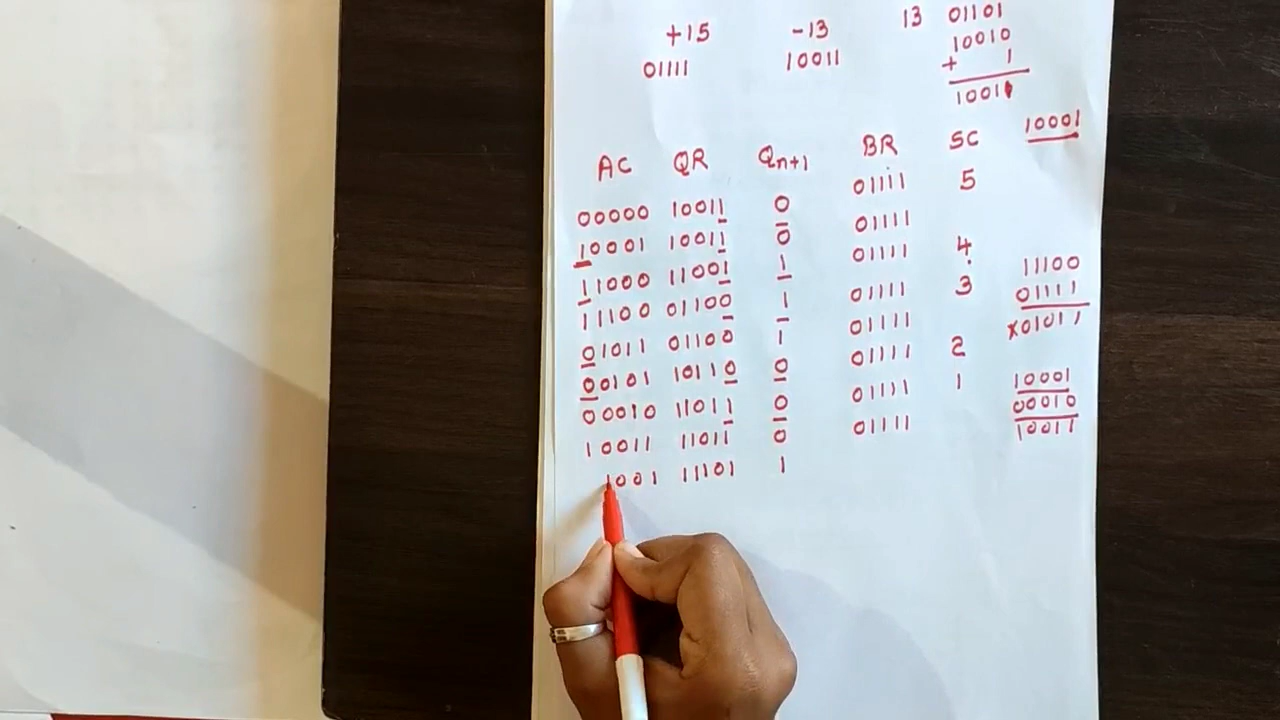 +15 -13 13 01101
01111 10011 10010
+ 1
1001
10001
AC QR Qn+1 BR SC
01111 5
00000 10011 0
01111
10001 10011 0
01111 4
11000 11001 1
01111 3
11100 01100 1
01111
01011 01100 1
01111 2
00101 10110 0
01111 1
00010 11011 0
01111
10011 11011 0
1001 11101 1
11100
01111
x01011
10001
00010
10011